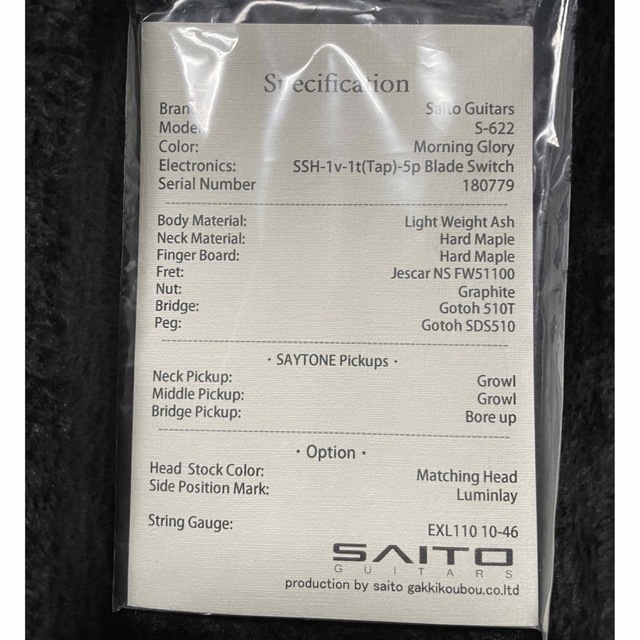 Specification
Brand Saito Guitars
Model S-622
Color: Morning Glory
Electronics: SSH-1v-1t(Tap)-5p Blade Switch
Serial Number 180779
Body Material: Light Weight Ash
Neck Material: Hard Maple
Finger Board: Hard Maple
Fret: Jescar NS FW51100
Nut: Graphite
Bridge: Gotoh 510T
Peg: Gotoh SDS510
· SAYTONE Pickups ·
Neck Pickup: Growl
Middle Pickup: Growl
Bridge Pickup: Bore up
· Option ·
Head Stock Color: Matching Head
Side Position Mark: Luminlay
String Gauge: EXL110 10-46
SAITO
GUITARS
production by saito gakkikoubou.co.ltd